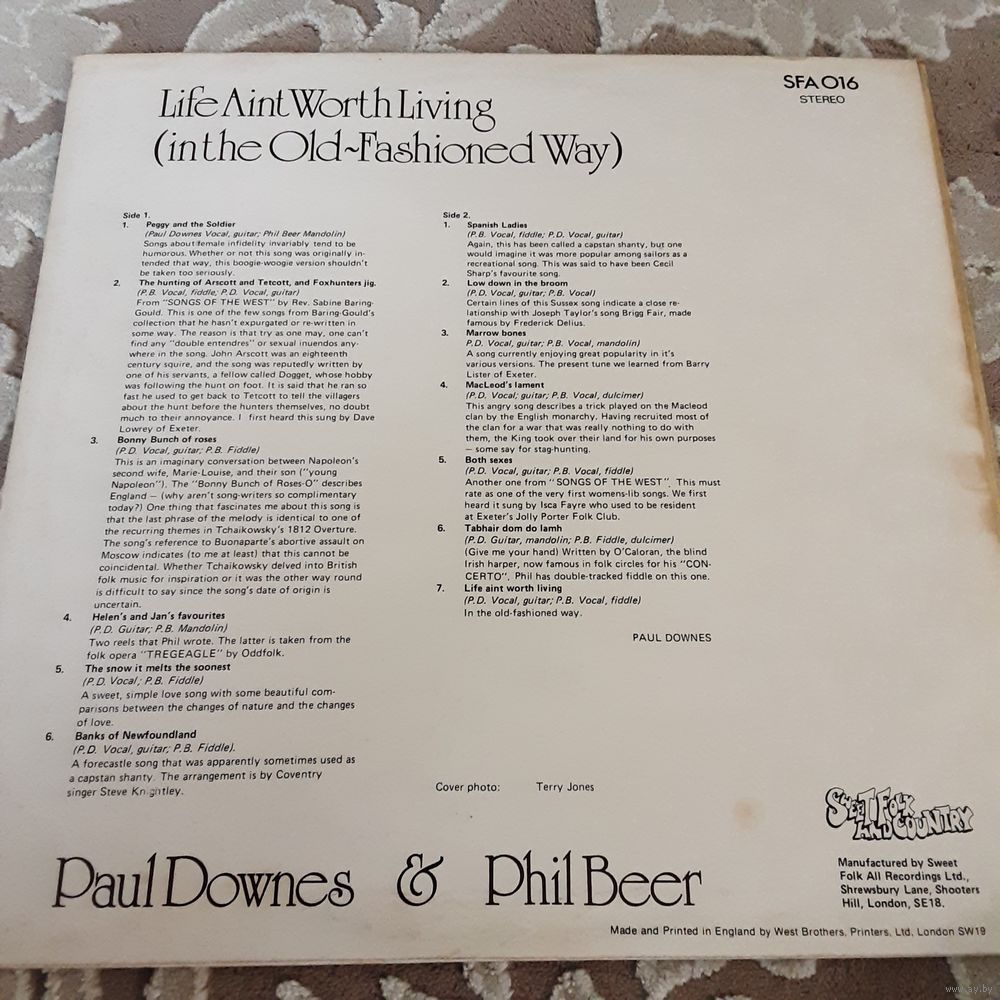 Life Aint Worth Living
(in the Old~Fashioned Way)
SFA 016
STEREO
Side 1.
1. Peggy and the Soldier
(Paul Downes Vocal, guitar; Phil Beer Mandolin)
Songs about female infidelity invariably tend to be
humorous. Whether or not this song was originally in-
tended that way, this boogie-woogie version shouldn't
be taken too seriously.
2. The hunting of Arscott and Tetcott, and Foxhunters jig.
(P.B. Vocal, fiddle; P.D. Vocal, guitar)
From "SONGS OF THE WEST" by Rev. Sabine Baring-
Gould. This is one of the few songs from Baring-Gould's
collection that he hasn't expurgated or re-written in
some way. The reason is that try as one may, one can't
find any "double entendres" or sexual inuendos any-
where in the song. John Arscott was an eighteenth
century squire, and the song was reputedly written by
one of his servants, a fellow called Dogget, whose hobby
was following the hunt on foot. It is said that he ran so
fast he used to get back to Tetcott to tell the villagers
about the hunt before the hunters themselves, no doubt
much to their annoyance. I first heard this sung by Dave
Lowrey of Exeter.
3. Bonny Bunch of roses
(P.D. Vocal, guitar; P.B. Fiddle)
This is an imaginary conversation between Napoleon's
second wife, Marie-Louise, and their son ("young
Napoleon"). The "Bonny Bunch of Roses-O" describes
England — (why aren't song-writers so complimentary
today?) One thing that fascinates me about this song is
that the last phrase of the melody is identical to one of
the recurring themes in Tchaikowsky's 1812 Overture.
The song's reference to Buonaparte's abortive assault on
Moscow indicates (to me at least) that this cannot be
coincidental. Whether Tchaikowsky delved into British
folk music for inspiration or it was the other way round
is difficult to say since the song's date of origin is
uncertain.
4. Helen's and Jan's favourites
(P.D. Guitar; P.B. Mandolin)
Two reels that Phil wrote. The latter is taken from the
folk opera "TREGEAGLE" by Oddfolk.
5. The snow it melts the soonest
(P.D. Vocal; P.B. Fiddle)
A sweet, simple love song with some beautiful com-
parisons between the changes of nature and the changes
of love.
6. Banks of Newfoundland
(P.D. Vocal, guitar; P.B. Fiddle).
A forecastle song that was apparently sometimes used as
a capstan shanty. The arrangement is by Coventry
singer Steve Knightley.
Side 2.
1. Spanish Ladies
(P.B. Vocal, fiddle; P.D. Vocal, guitar)
Again, this has been called a capstan shanty, but one
would imagine it was more popular among sailors as a
recreational song. This was said to have been Cecil
Sharp's favourite song.
2. Low down in the broom
(P.D. Vocal, guitar; P.B. Vocal)
Certain lines of this Sussex song indicate a close re-
lationship with Joseph Taylor's song Brigg Fair, made
famous by Frederick Delius.
3. Marrow bones
P.D. Vocal, guitar; P.B. Vocal, mandolin)
A song currently enjoying great popularity in it's
various versions. The present tune we learned from Barry
Lister of Exeter.
4. MacLeod's lament
(P.D. Vocal; guitar; P.B. Vocal, dulcimer)
This angry song describes a trick played on the Macleod
clan by the English monarchy. Having recruited most of
the clan for a war that was really nothing to do with
them, the King took over their land for his own purposes
— some say for stag-hunting.
5. Both sexes
(P.D. Vocal, guitar; P.B. Vocal, fiddle)
Another one from "SONGS OF THE WEST". This must
rate as one of the very first womens-lib songs. We first
heard it sung by Isca Fayre who used to be resident
at Exeter's Jolly Porter Folk Club.
6. Tabhair dom do lamh
(P.D. Guitar, mandolin; P.B. Fiddle, dulcimer)
(Give me your hand) Written by O'Caloran, the blind
Irish harper, now famous in folk circles for his "CON-
CERTO". Phil has double-tracked fiddle on this one.
7. Life aint worth living
(P.D. Vocal, guitar; P.B. Vocal, fiddle)
In the old-fashioned way.
PAUL DOWNES
Cover photo: Terry Jones
SWEET FOLK
AND COUNTRY
Manufactured by Sweet
Folk All Recordings Ltd.,
Shrewsbury Lane, Shooters
Hill, London, SE18.
Paul Downes & Phil Beer
Made and Printed in England by West Brothers, Printers, Ltd, London SW19
www.ay.by